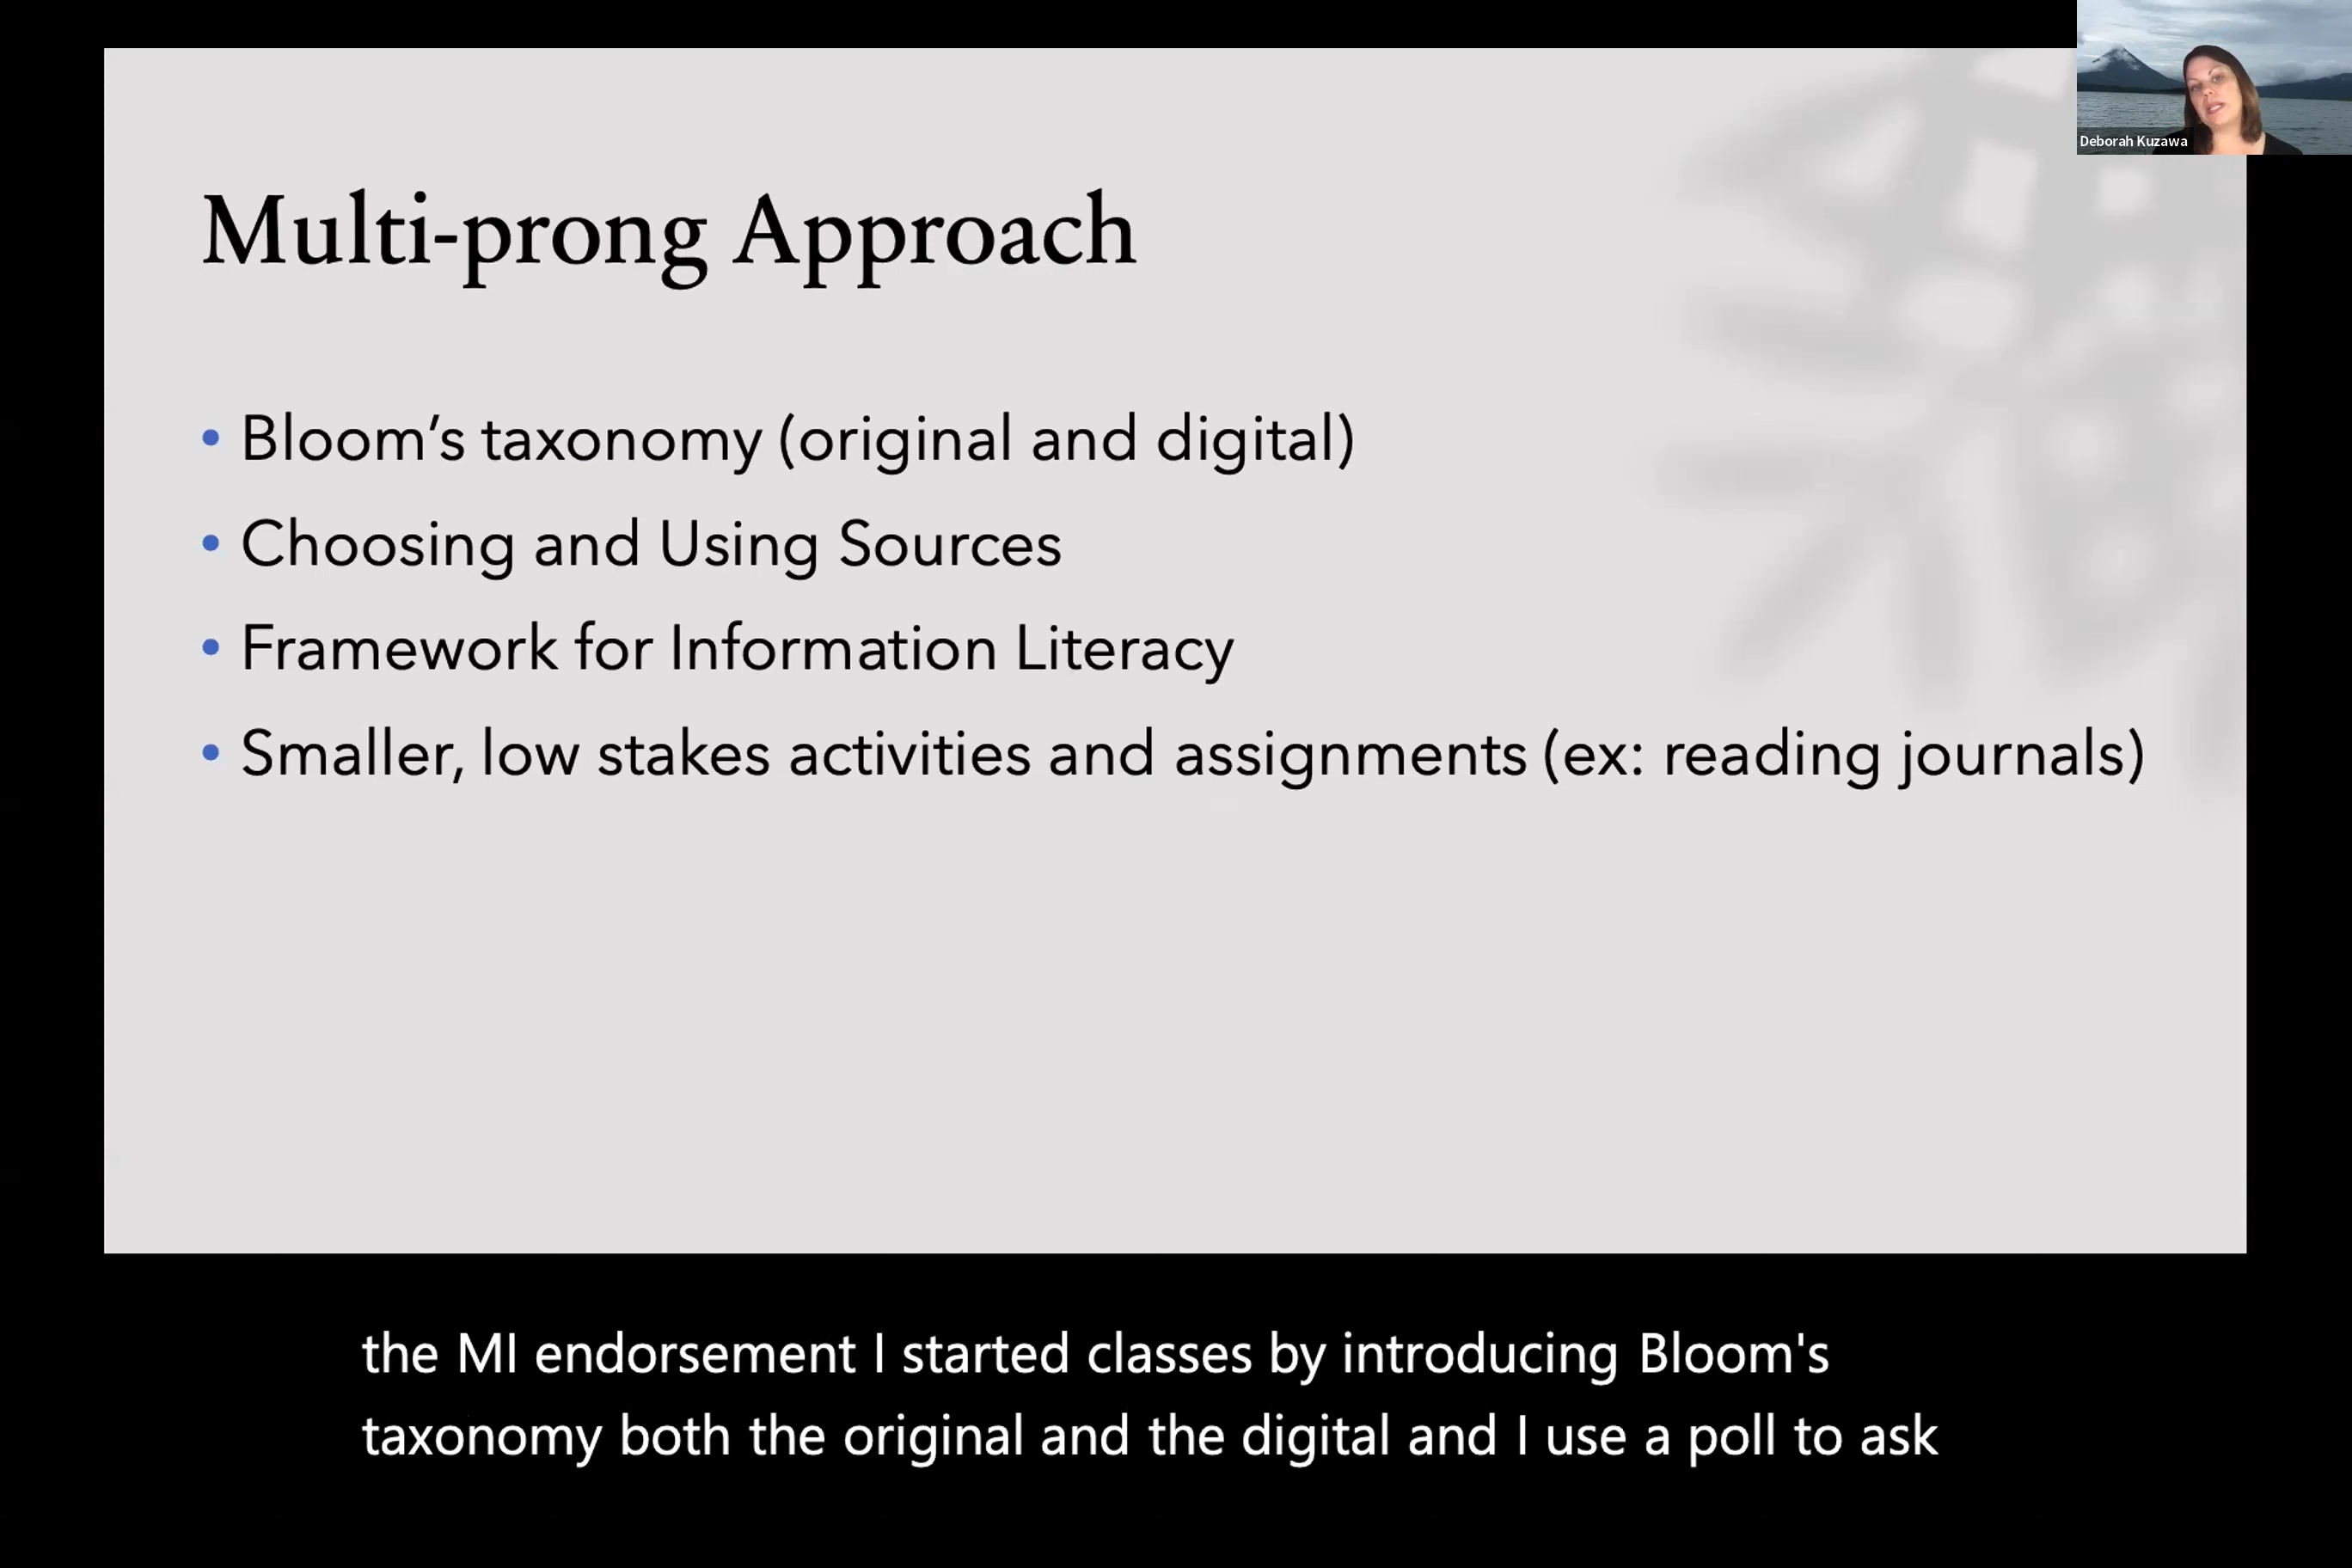 Deborah Kuzawa
Multi-prong Approach
• Bloom’s taxonomy (original and digital)
• Choosing and Using Sources
• Framework for Information Literacy
• Smaller, low stakes activities and assignments (ex: reading journals)
the MI endorsement I started classes by introducing Bloom's
taxonomy both the original and the digital and I use a poll to ask